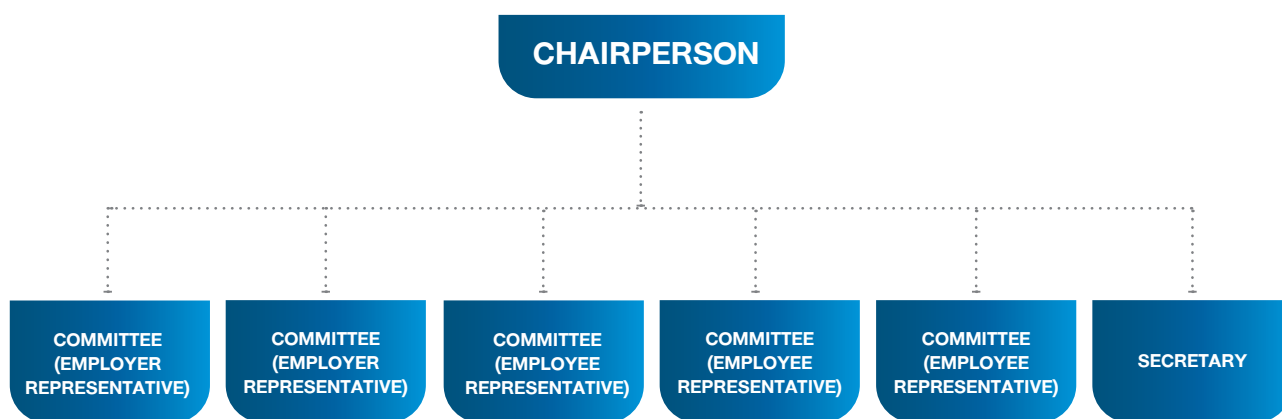 CHAIRPERSON
COMMITTEE
(EMPLOYER
REPRESENTATIVE)
COMMITTEE
(EMPLOYER
REPRESENTATIVE)
COMMITTEE
(EMPLOYEE
REPRESENTATIVE)
COMMITTEE
(EMPLOYEE
REPRESENTATIVE)
COMMITTEE
(EMPLOYEE
REPRESENTATIVE)
SECRETARY